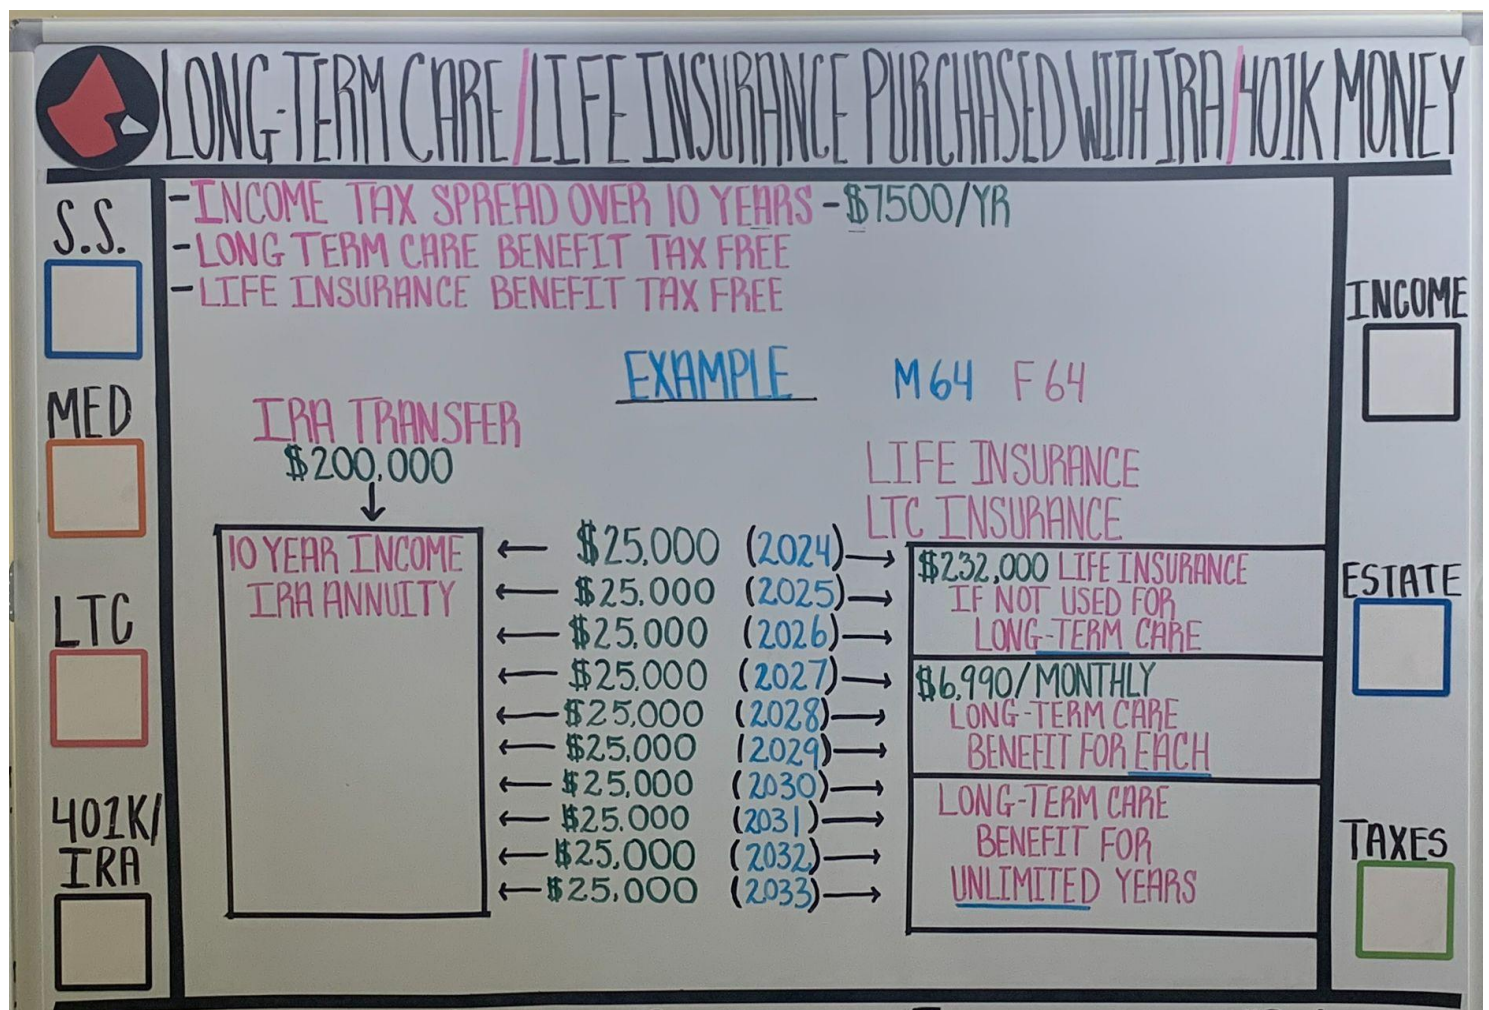 LONG-TERM CARE/LIFE INSURANCE PURCHASED WITH IRA/401K MONEY
S.S.
MED
LTC
401K/
IRA
-INCOME TAX SPREAD OVER 10 YEARS -$7500/YR
-LONG TERM CARE BENEFIT TAX FREE
-LIFE INSURANCE BENEFIT TAX FREE
EXAMPLE M64 F64
IRA TRANSFER
$200,000
10 YEAR INCOME
IRA ANNUITY
$25,000 (2024)
$25,000 (2025)
$25,000 (2026)
$25,000 (2027)
$25,000 (2028)
$25,000 (2029)
$25,000 (2030)
$25,000 (2031)
$25,000 (2032)
$25,000 (2033)
LIFE INSURANCE
LTC INSURANCE
$232,000 LIFE INSURANCE
IF NOT USED FOR
LONG-TERM CARE
$6,990/MONTHLY
LONG-TERM CARE
BENEFIT FOR EACH
LONG-TERM CARE
BENEFIT FOR
UNLIMITED YEARS
INCOME
ESTATE
TAXES